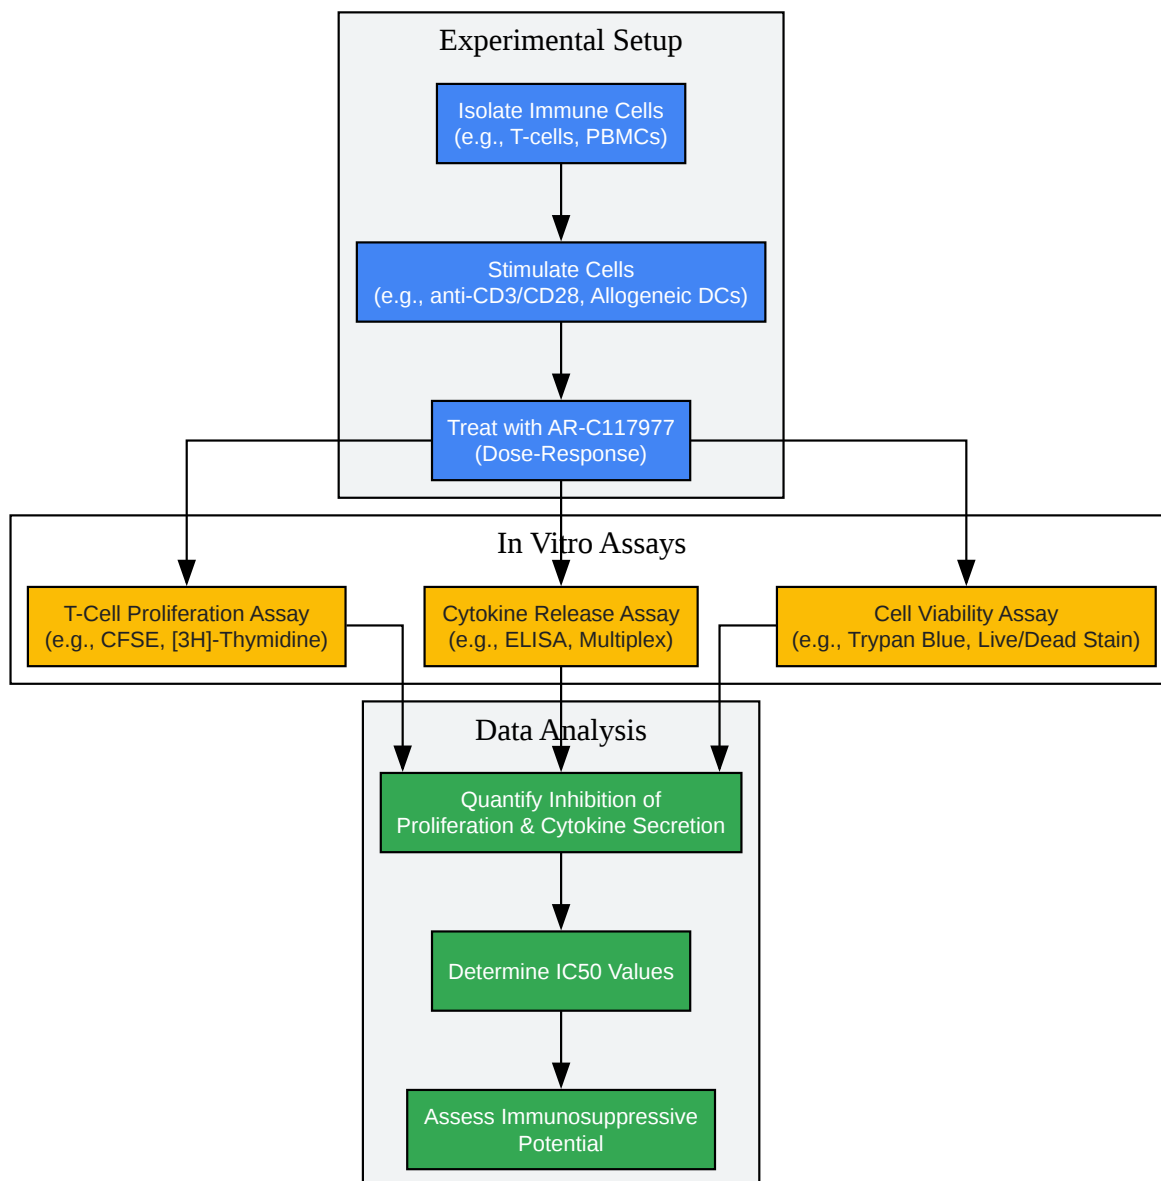 Experimental Setup
Isolate Immune Cells
(e.g., T-cells, PBMCs)
Stimulate Cells
(e.g., anti-CD3/CD28, Allogeneic DCs)
Treat with AR-C117977
(Dose-Response)
In Vitro Assays
T-Cell Proliferation Assay
(e.g., CFSE, [3H]-Thymidine)
Cytokine Release Assay
(e.g., ELISA, Multiplex)
Cell Viability Assay
(e.g., Trypan Blue, Live/Dead Stain)
Data Analysis
Quantify Inhibition of
Proliferation & Cytokine Secretion
Determine IC50 Values
Assess Immunosuppressive
Potential